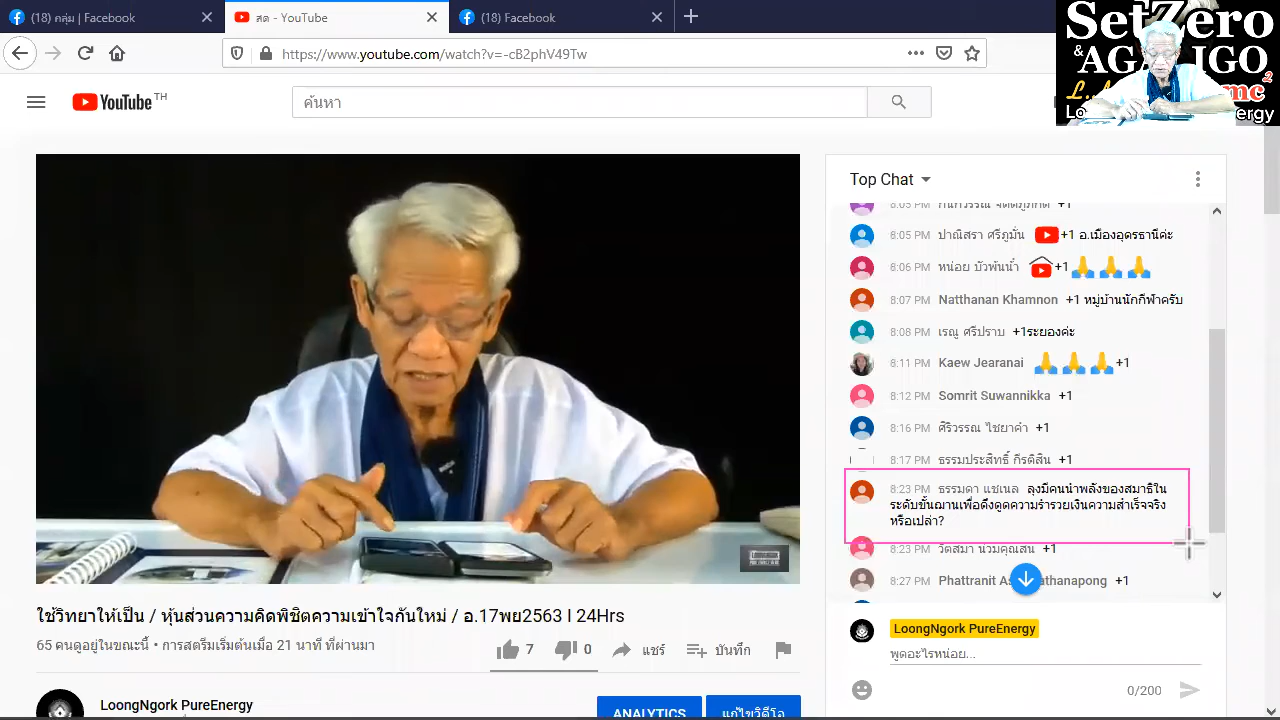 (18) กลุ่ม | Facebook
สด - YouTube
(18) Facebook
https://www.youtube.com/watch?v=-cB2phV49Tw
SetZero
&
YouTube TH
ค้นหา
Top Chat
8:05 PM กนกวรรณ จิตต์ภูภักดี +1
8:05 PM ปาณิสรา ศรีภูมั่น +1 อ.เมืองอุดรธานีค่ะ
8:06 PM หน่อย บัวพันน้ำ +1
8:07 PM Natthanan Khamnon +1 หมู่บ้านนักกีฬาครับ
8:08 PM เรณู ศรีปราบ +1ระยองค่ะ
8:11 PM Kaew Jearanai +1
8:12 PM Somrit Suwannikka +1
8:16 PM ศิริวรรณ ไชยาคำ +1
8:17 PM ธรรมประสิทธิ์ กีรติสิน +1
8:23 PM ธรรมดา แชเนล ลุงมีคนนำพลังของสมาธิใน
ระดับขั้นฌานเพื่อดึงดูดความร่ำรวยเงินความสำเร็จจริง
หรือเปล่า?
8:23 PM วัตสมา นวมคุณสิน +1
8:27 PM Phattranit +1
ใช้วิทยาให้เป็น / หุ้นส่วนความคิดพิชิตความเข้าใจกันใหม่ / อ.17พย2563 I 24Hrs
65 คนดูอยู่ในขณะนี้ • การสตรีมเริ่มต้นเมื่อ 21 นาที ที่ผ่านมา
7
0
แชร์
บันทึก
LoongNgork PureEnergy
พูดอะไรหน่อย...
0/200
LoongNgork PureEnergy
ANALYTICS
แก้ไขวิดีโอ